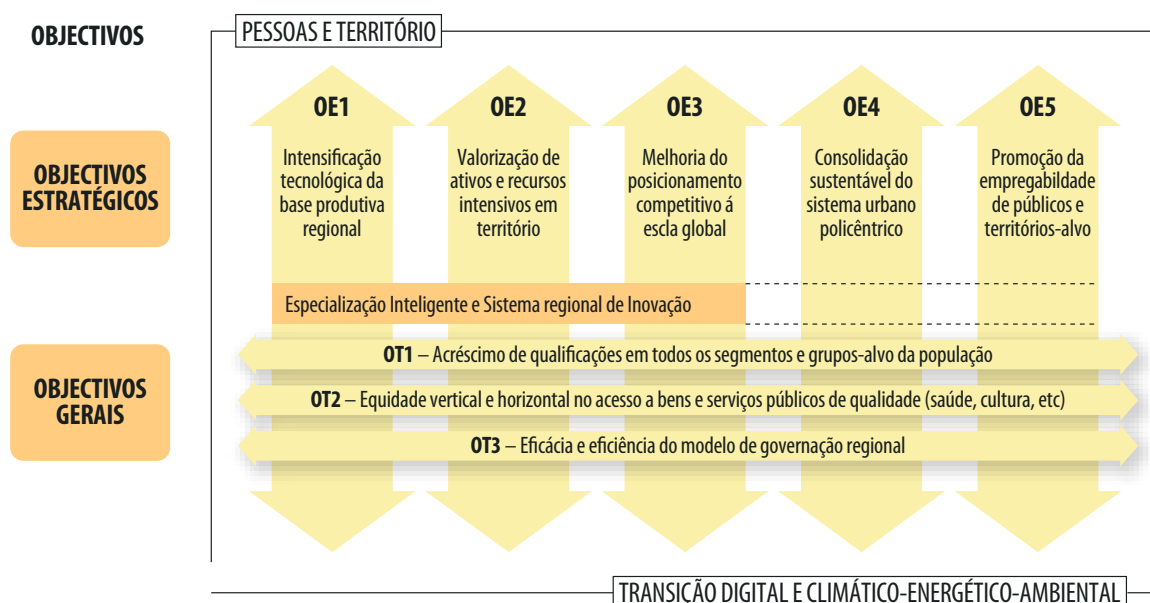 OBJECTIVOS
PESSOAS E TERRITÓRIO
OBJECTIVOS
ESTRATÉGICOS
OE1
Intensificação
tecnológica da
base produtiva
regional
OE2
Valorização de
ativos e recursos
intensivos em
território
OE3
Melhoria do
posicionamento
competitivo á
escla global
OE4
Consolidação
sustentável do
sistema urbano
policêntrico
OE5
Promoção da
empregabildade
de públicos e
territórios-alvo
Especialização Inteligente e Sistema regional de Inovação
OBJECTIVOS
GERAIS
OT1 – Acréscimo de qualificações em todos os segmentos e grupos-alvo da população
OT2 – Equidade vertical e horizontal no acesso a bens e serviços públicos de qualidade (saúde, cultura, etc)
OT3 – Eficácia e eficiência do modelo de governação regional
TRANSIÇÃO DIGITAL E CLIMÁTICO-ENERGÉTICO-AMBIENTAL